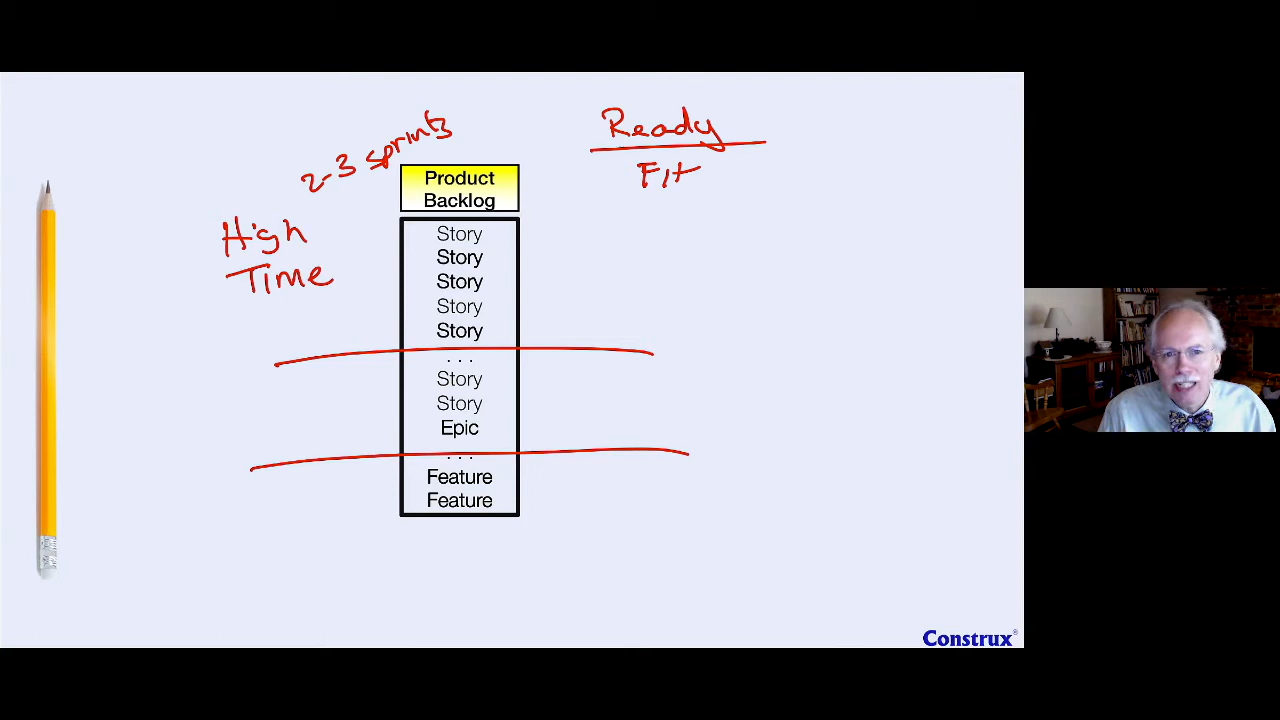 2-3 sprints
Ready
Fit
High
Time
Product
Backlog
Story
Story
Story
Story
Story
. . .
Story
Story
Epic
. . .
Feature
Feature
Construx®